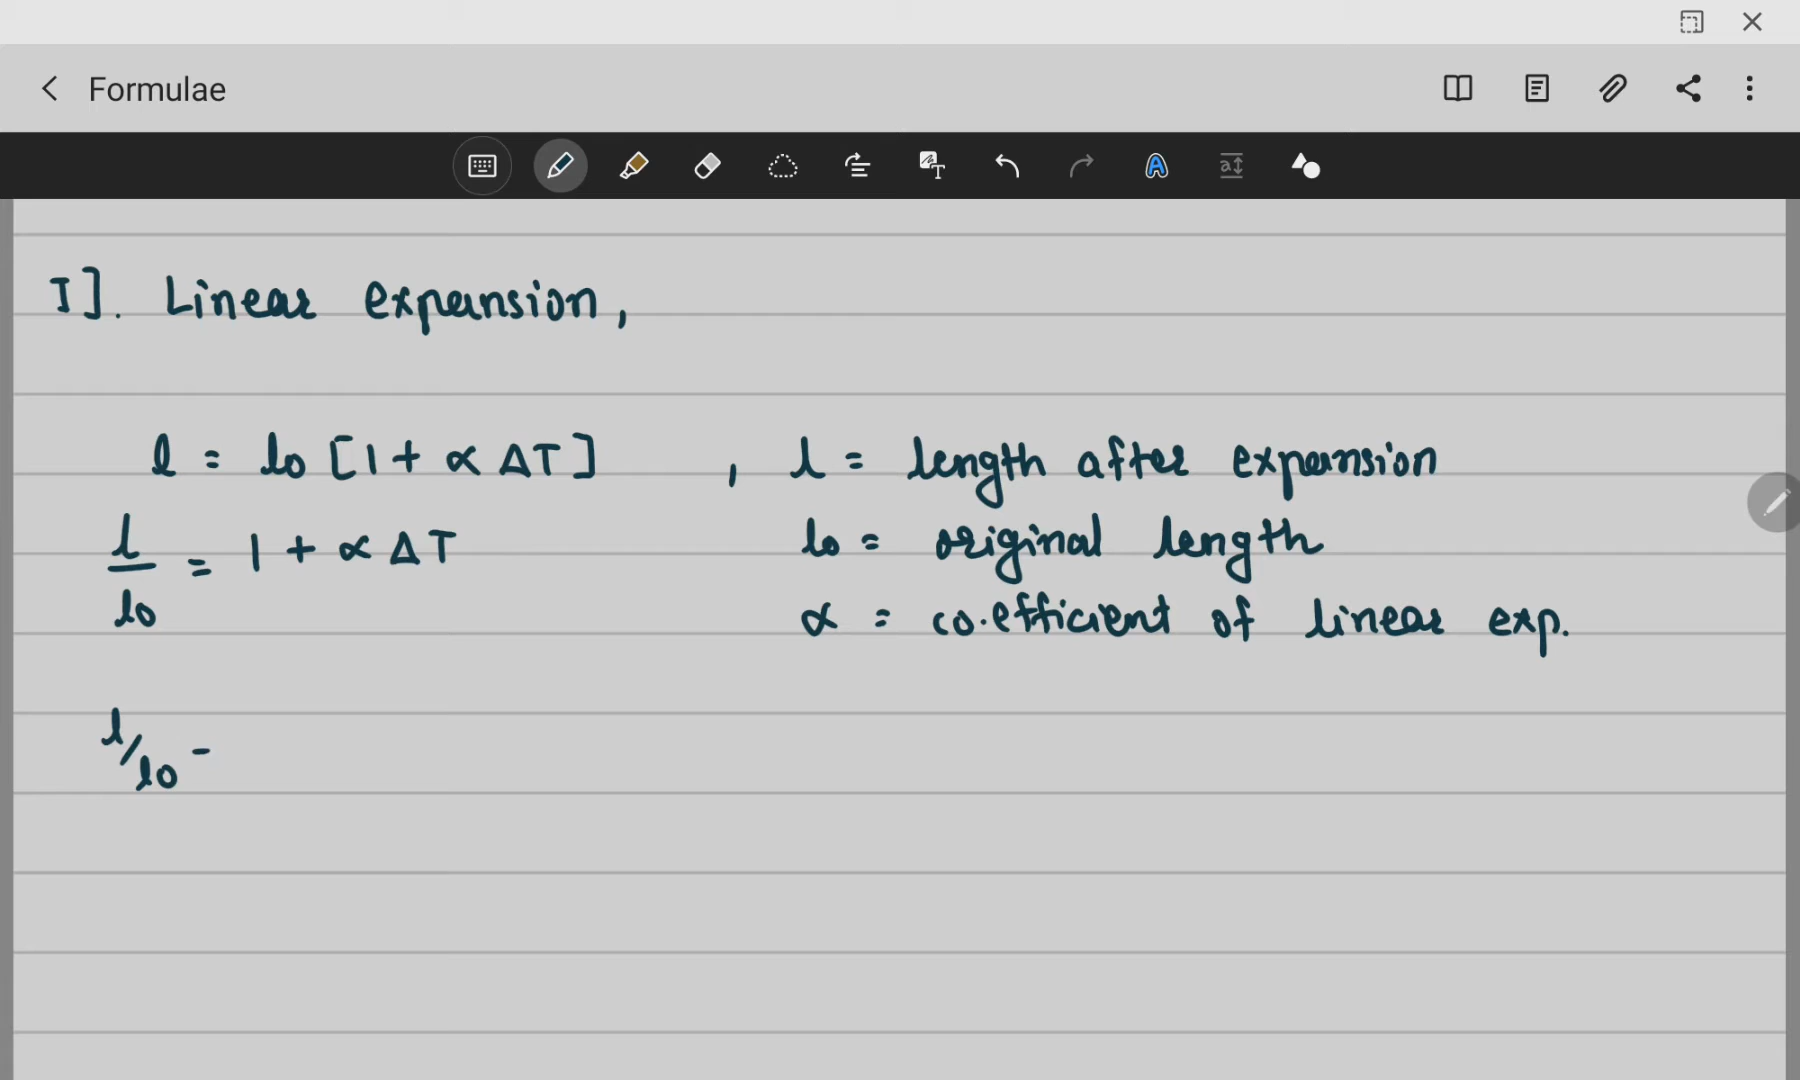 Formulae
I]. Linear expansion,
l = lo [1 + α ΔT] , l = length after expansion
l/lo = 1 + α ΔT lo = original length
α = co.efficient of linear exp.
l/lo -